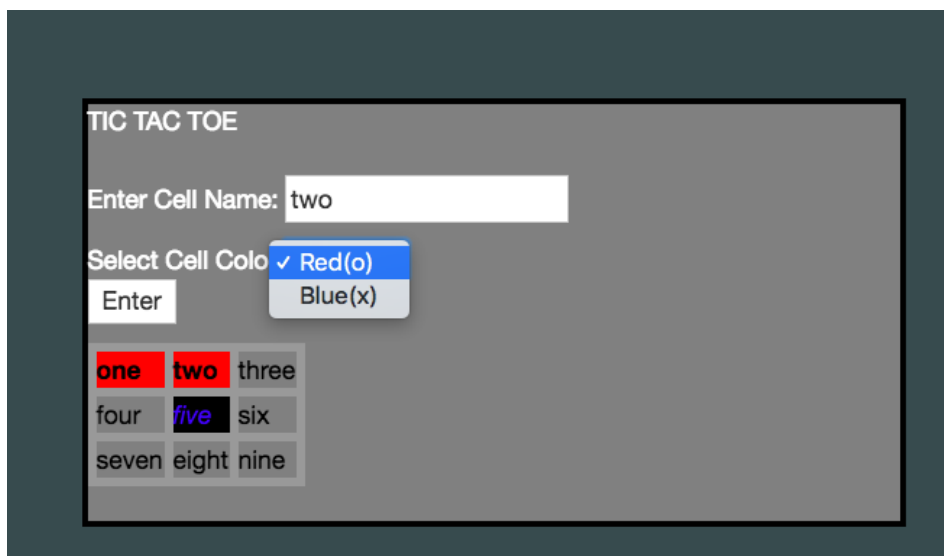 TIC TAC TOE
Enter Cell Name: two
Select Cell Colo ✓ Red(o)
Blue(x)
Enter
one two three
four five six
seven eight nine